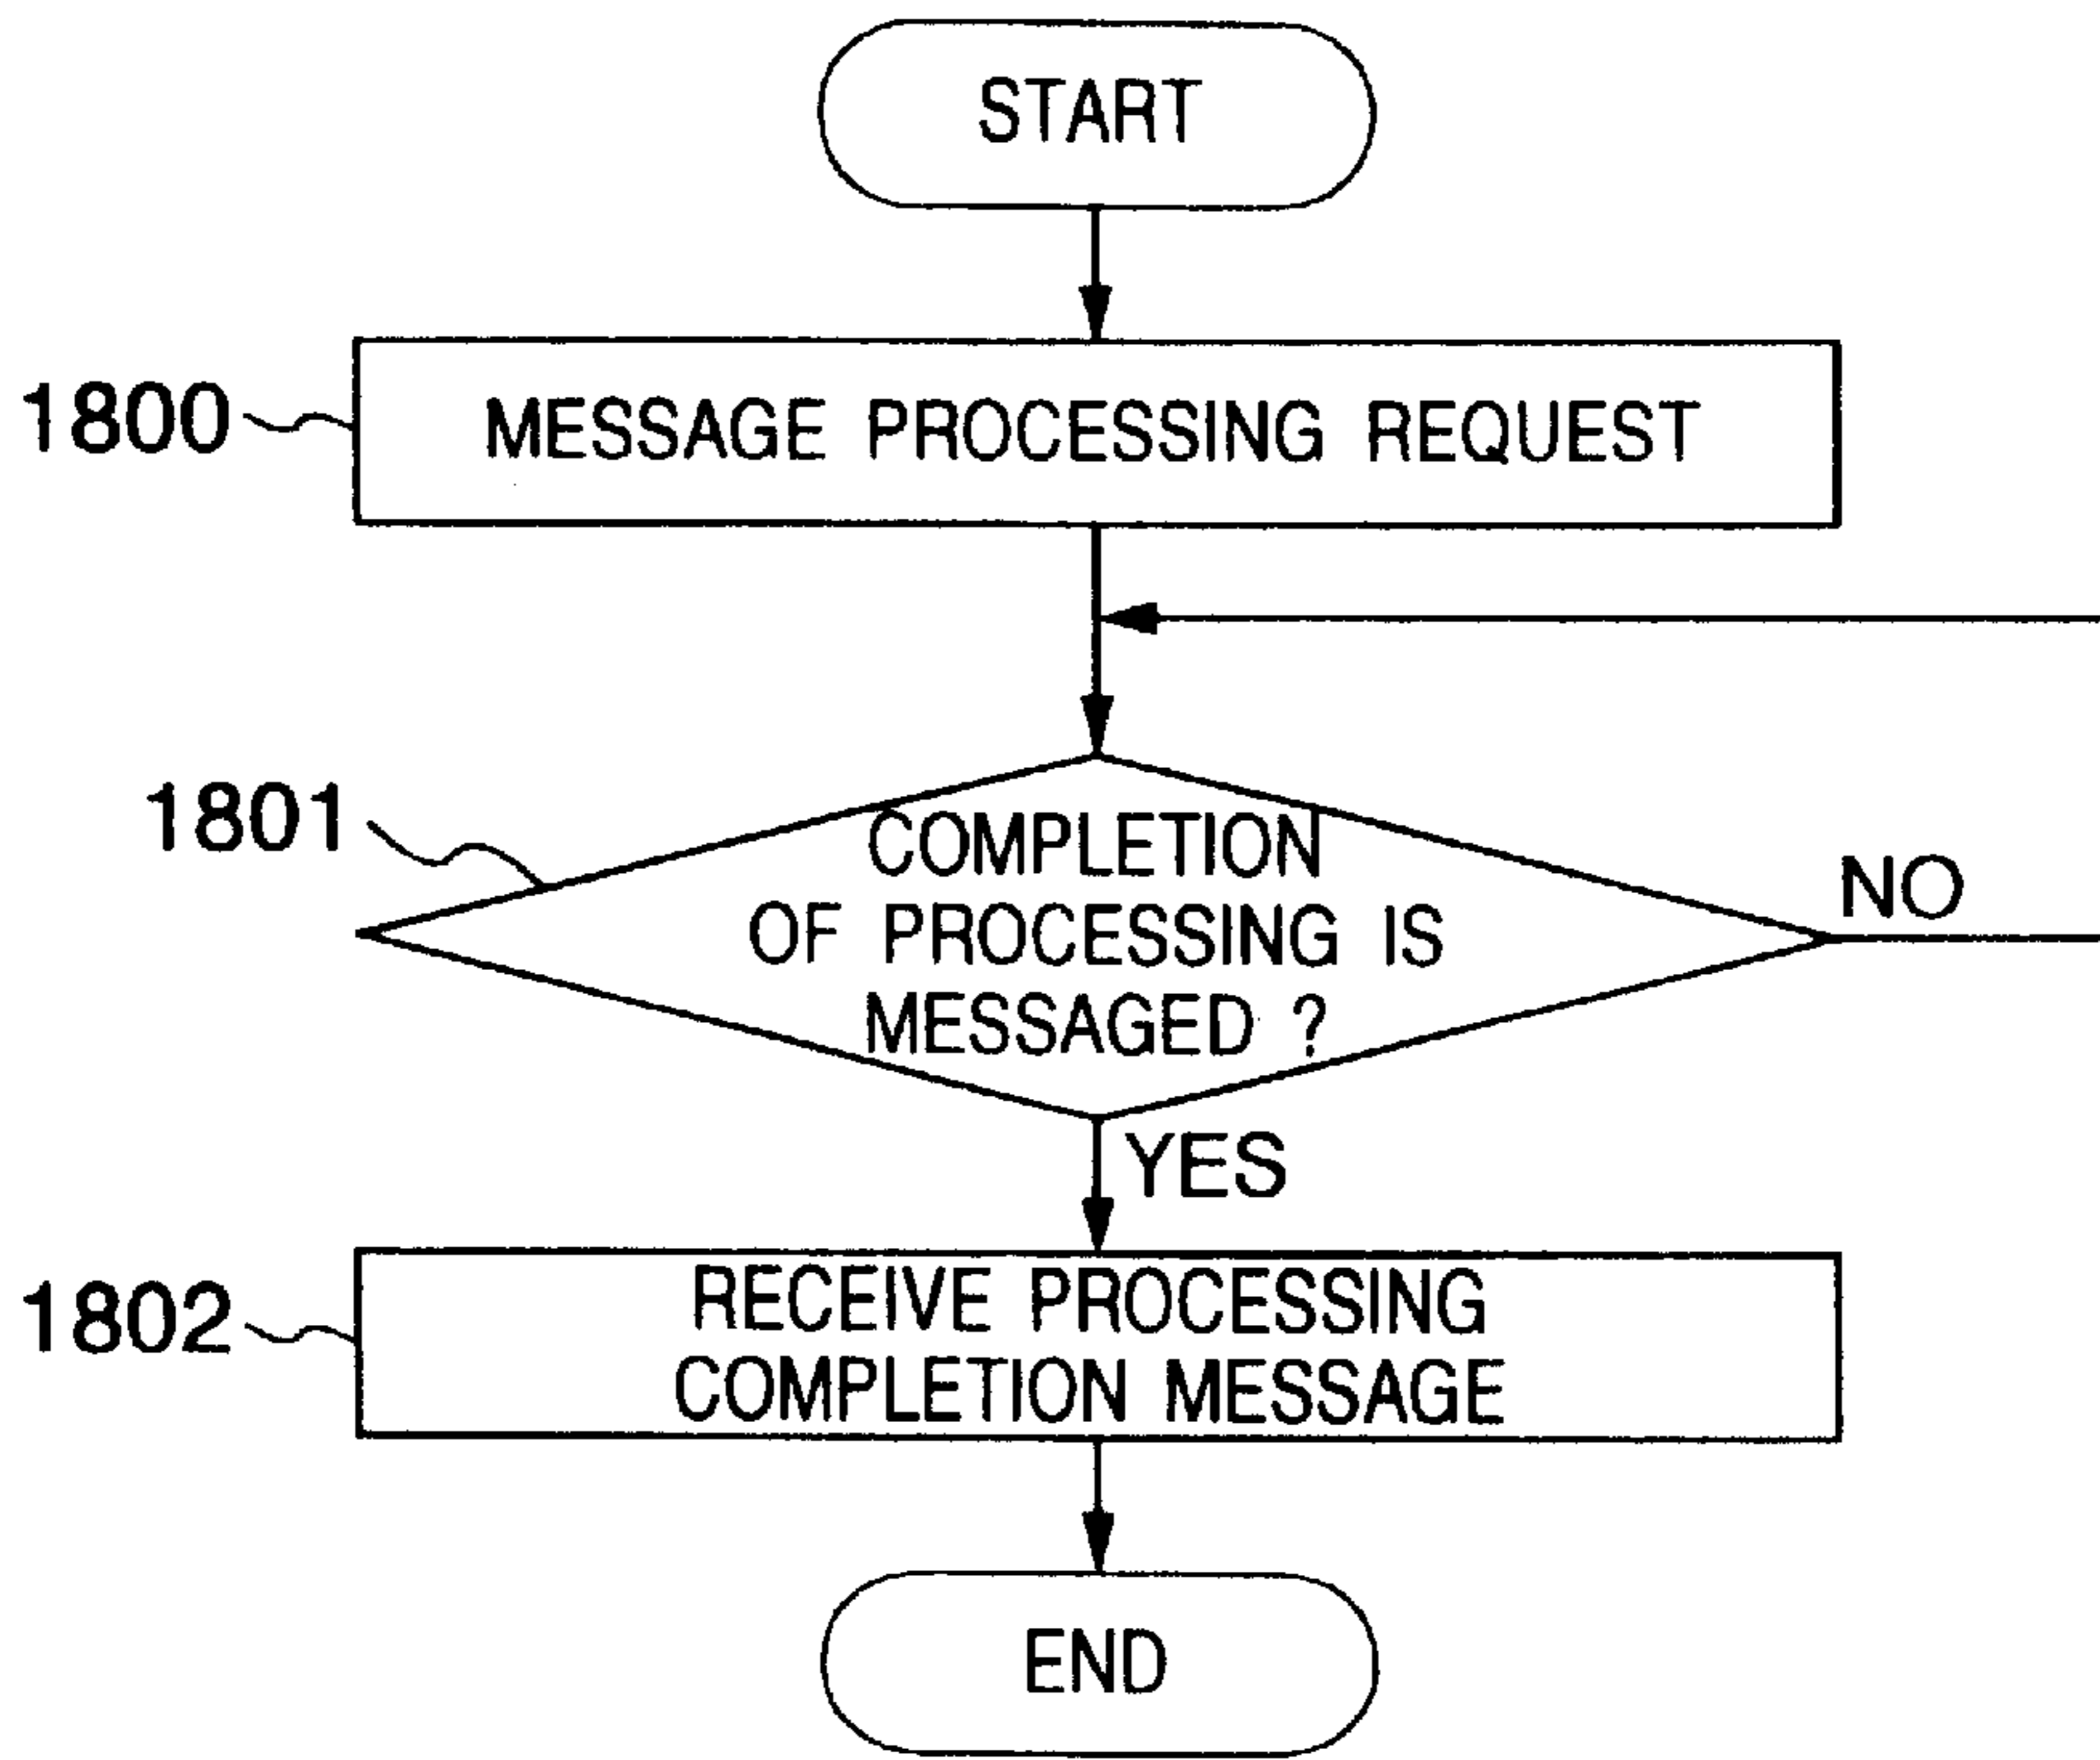 START
1800
MESSAGE PROCESSING REQUEST
1801
COMPLETION
OF PROCESSING IS
MESSAGED ?
NO
YES
1802
RECEIVE PROCESSING
COMPLETION MESSAGE
END